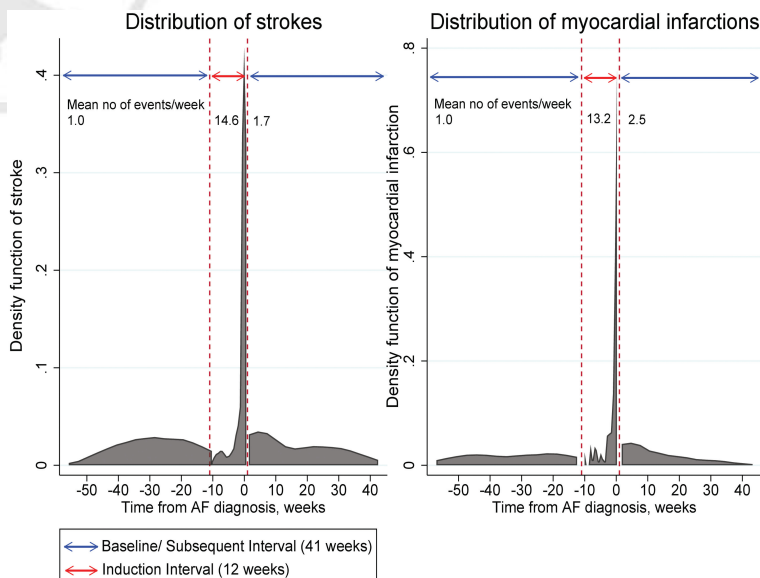 Distribution of strokes
Density function of stroke
.4
.3
.2
.1
0
Mean no of events/week
1.0
14.6
1.7
-50 -40 -30 -20 -10 0 10 20 30 40
Time from AF diagnosis, weeks
Distribution of myocardial infarctions
Density function of myocardial infarction
.8
.6
.4
.2
0
Mean no of events/week
1.0
13.2
2.5
-50 -40 -30 -20 -10 0 10 20 30 40
Time from AF diagnosis, weeks
Baseline/ Subsequent Interval (41 weeks)
Induction Interval (12 weeks)